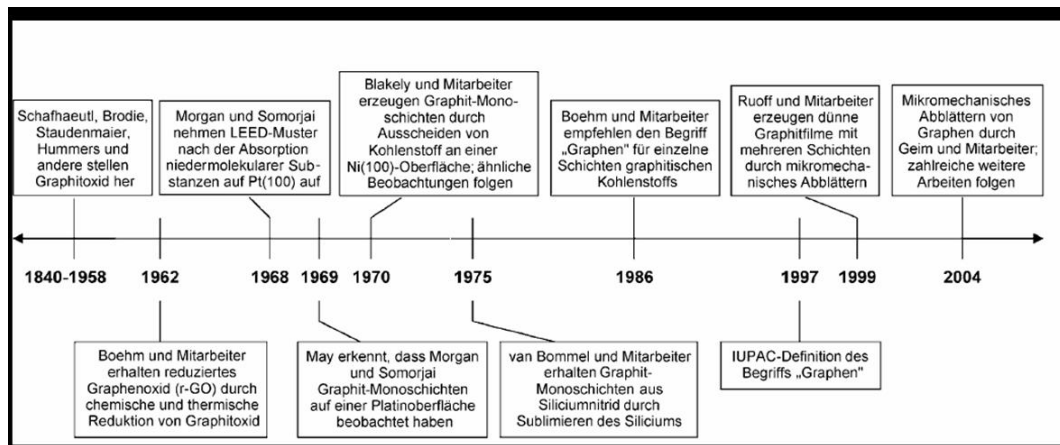 Schafhaeutl, Brodie,
Staudenmaier,
Hummers und
andere stellen
Graphitoxid her
Morgan und Somorjai
nehmen LEED-Muster
nach der Absorption
niedermolekularer Sub-
stanzen auf Pt(100) auf
Blakely und Mitarbeiter
erzeugen Graphit-Mono-
schichten durch
Ausscheiden von
Kohlenstoff an einer
Ni(100)-Oberfläche; ähnliche
Beobachtungen folgen
Boehm und Mitarbeiter
empfehlen den Begriff
„Graphen“ für einzelne
Schichten graphitischen
Kohlenstoffs
Ruoff und Mitarbeiter
erzeugen dünne
Graphitfilme mit
mehreren Schichten
durch mikromecha-
nisches Abblättern
Mikromechanisches
Abblättern von
Graphen durch
Geim und Mitarbeiter;
zahlreiche weitere
Arbeiten folgen
1840-1958
1962
1968
1969
1970
1975
1986
1997
1999
2004
Boehm und Mitarbeiter
erhalten reduziertes
Graphenoxid (r-GO) durch
chemische und thermische
Reduktion von Graphitoxid
May erkennt, dass Morgan
und Somorjai
Graphit-Monoschichten
auf einer Platinoberfläche
beobachtet haben
van Bommel und Mitarbeiter
erhalten Graphit-
Monoschichten aus
Siliciumnitrid durch
Sublimieren des Siliciums
IUPAC-Definition des
Begriffs „Graphen"